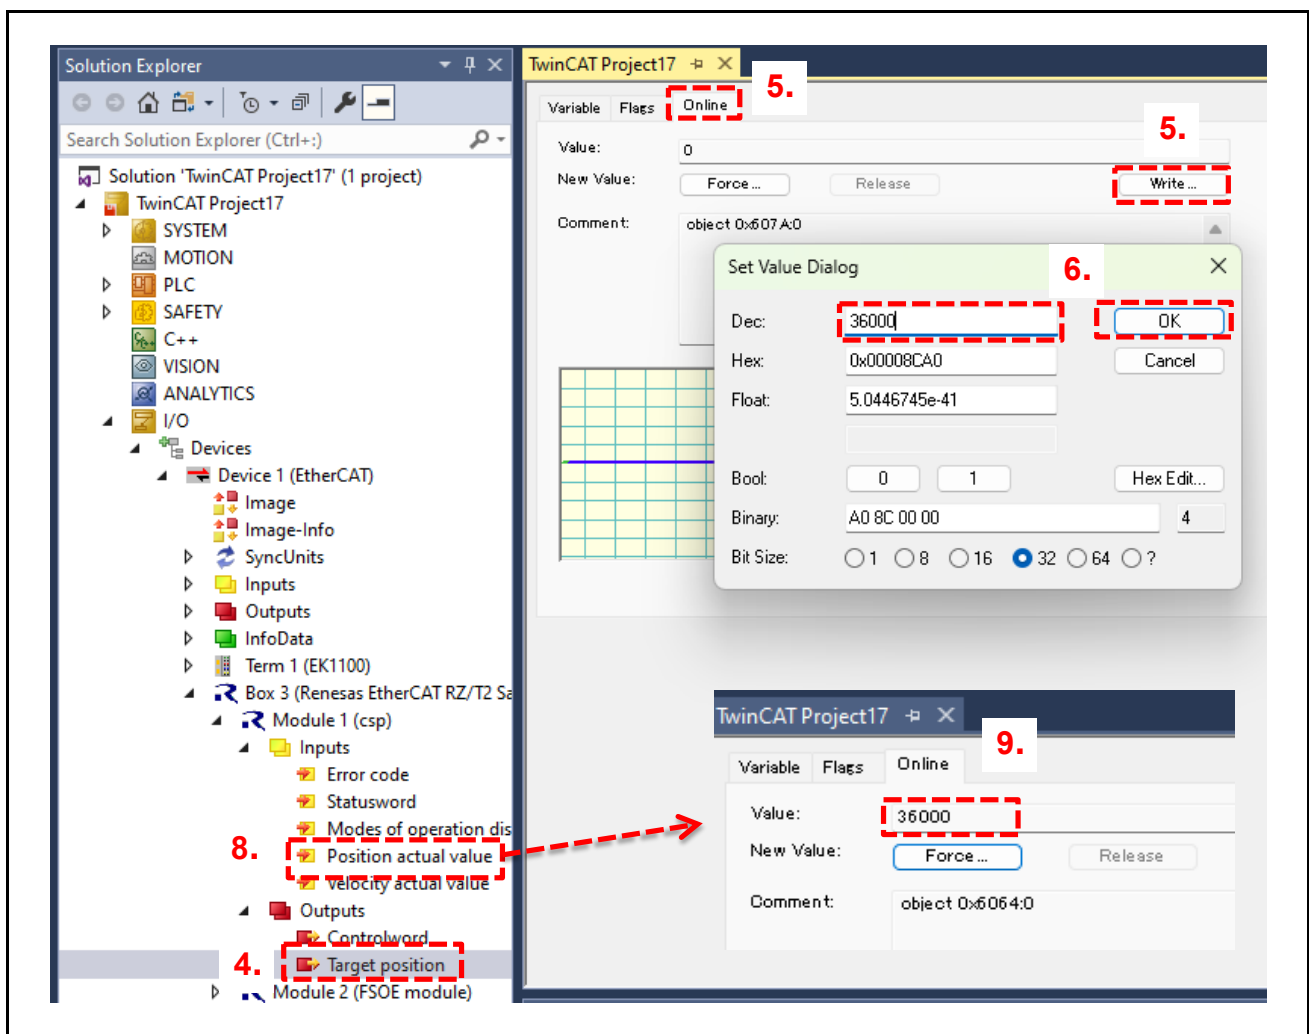 Solution Explorer
Search Solution Explorer (Ctrl+:)
Solution 'TwinCAT Project17' (1 project)
TwinCAT Project17
SYSTEM
MOTION
PLC
SAFETY
C++
VISION
ANALYTICS
I/O
Devices
Device 1 (EtherCAT)
Image
Image-Info
SyncUnits
Inputs
Outputs
InfoData
Term 1 (EK1100)
Box 3 (Renesas EtherCAT RZ/T2 Sa
Module 1 (csp)
Inputs
Error code
Statusword
Modes of operation dis
8.
Position actual value
Velocity actual value
Outputs
Controlword
4.
Target position
Module 2 (FSOE module)
TwinCAT Project17
5.
Variable Flags Online
5.
Value: 0
New Value: Force... Release Write...
Comment: object 0x607A:0
Set Value Dialog
6.
Dec: 36000 OK
Hex: 0x00008CA0 Cancel
Float: 5.0446745e-41
Bool: 0 1 Hex Edit...
Binary: A0 8C 00 00 4
Bit Size: 1 8 16 32 64 ?
TwinCAT Project17
9.
Variable Flags Online
Value: 36000
New Value: Force... Release
Comment: object 0x6064:0